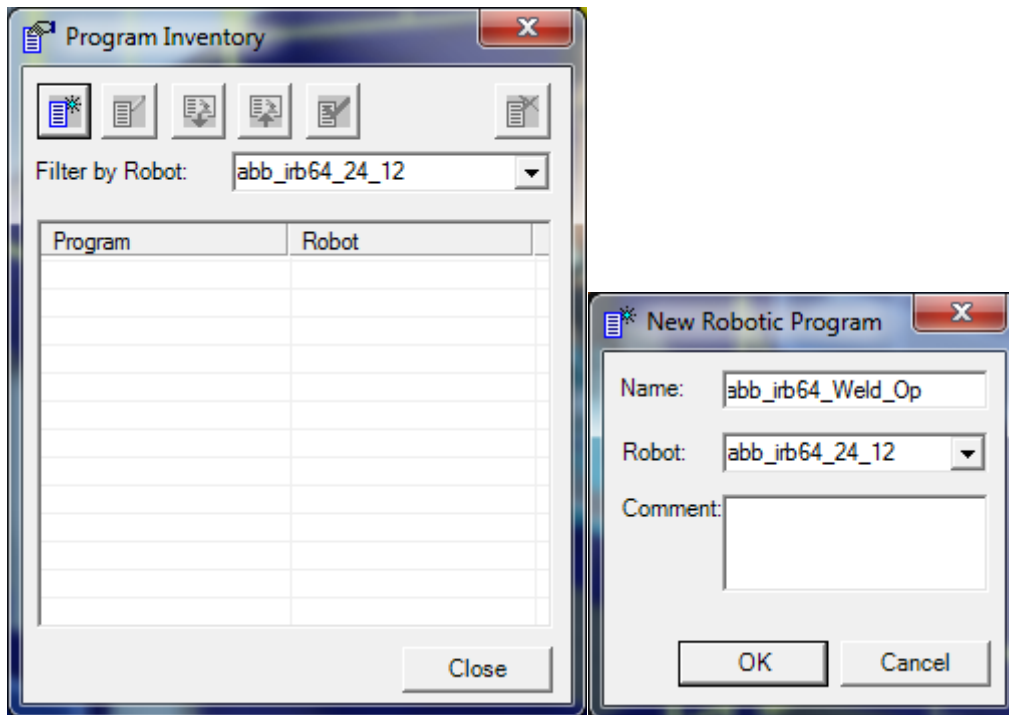 Program Inventory
Filter by Robot: abb_irb64_24_12
Program Robot
Close
New Robotic Program
Name: abb_irb64_Weld_Op
Robot: abb_irb64_24_12
Comment:
OK Cancel